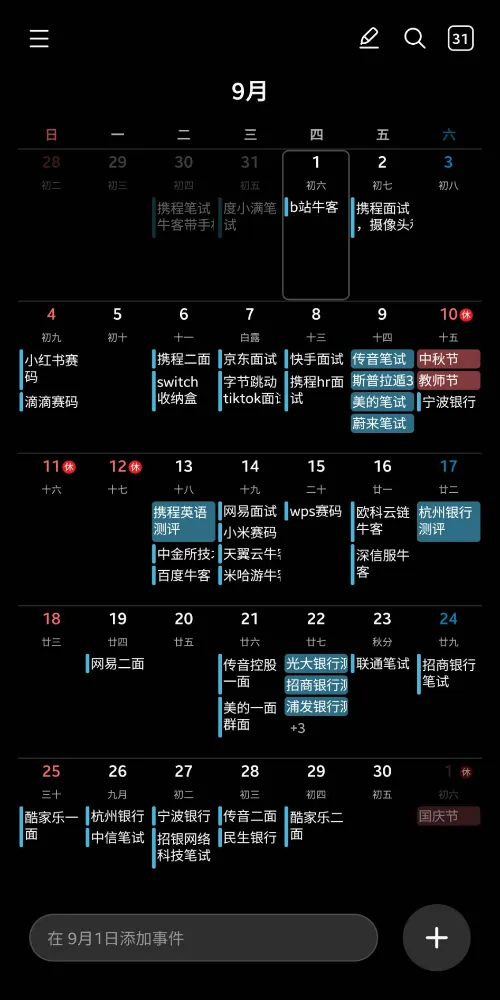 31
9月
日 一 二 三 四 五 六
28 29 30 31 1 2 3
初二 初三 初四 初五 初六 初七 初八
携程笔试 度小满笔 b站牛客 携程面试
牛客带手机 试 ，摄像头
4 5 6 7 8 9 10 休
初九 初十 十一 白露 十三 十四 十五
小红书赛 携程二面 京东面试 快手面试 传音笔试 中秋节
码 switch 字节跳动 携程hr面 斯普拉遁3 教师节
滴滴赛码 收纳盒 tiktok面试 试 美的笔试 宁波银行
蔚来笔试
11 休 12 休 13 14 15 16 17
十六 十七 十八 十九 二十 廿一 廿二
携程英语 网易面试 wps赛码 欧科云链 杭州银行
测评 小米赛码 牛客 测评
中金所技 天翼云牛客 深信服牛
百度牛客 米哈游牛客 客
18 19 20 21 22 23 24
廿三 廿四 廿五 廿六 廿七 秋分 廿九
网易二面 传音控股 光大银行测 联通笔试 招商银行
一面 招商银行测 笔试
美的一面 浦发银行测
群面 +3
25 26 27 28 29 30 1 休
三十 九月 初二 初三 初四 初五 初六
酷家乐一 杭州银行 宁波银行 传音二面 酷家乐二 国庆节
面 中信笔试 招银网络 民生银行 面
科技笔试
在 9月1日添加事件